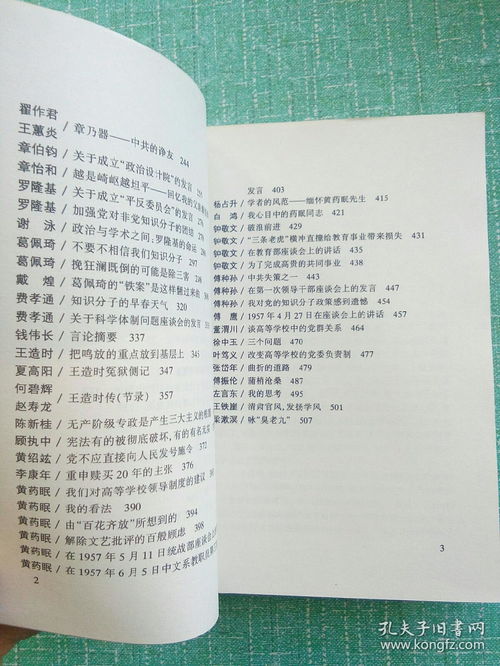 翟作君
王蕙炎 / 章乃器——中共的诤友 244
章伯钧 / 关于成立“政治设计院”的发言 255
章怡和 / 越是崎岖越坦平——回忆我的父亲章伯钧
罗隆基 / 关于成立“平反委员会”的发言
罗隆基 / 加强党对非党知识分子的团结
谢 泳 / 政治与学术之间:罗隆基的命运
葛佩琦 / 不要不相信我们知识分子
葛佩琦 / 挽狂澜既倒的可能是除三害
戴 煌 / 葛佩琦的“铁案”是这样翻过来的
费孝通 / 知识分子的早春天气 320
费孝通 / 关于科学体制问题座谈会的发言
钱伟长 / 言论摘要 337
王造时 / 把鸣放的重点放到基层上 345
夏高阳 / 王造时冤狱侧记 347
何碧辉
赵寿龙 / 王造时传(节录) 357
陈新桂 / 无产阶级专政是产生三大主义的根源
顾执中 / 宪法有的被彻底破坏,有的有名无实
黄绍竑 / 党不应直接向人民发号施令 372
李康年 / 重申赎买20年的主张 376
黄药眠 / 我们对高等学校领导制度的建议
黄药眠 / 我的看法 390
黄药眠 / 由“百花齐放”所想到的 394
黄药眠 / 解除文艺批评的百般顾虑 398
黄药眠 / 在1957年5月11日统战部座谈会上的
黄药眠 / 在1957年6月5日中文系教职员
2
发言 403
杨占升 / 学者的风范——缅怀黄药眠先生 415
白 鸿 / 我心目中的药眠同志 421
钟敬文 / 破谁前进 427
钟敬文 / “三条老虎”横冲直撞给教育事业带来损失 431
钟敬文 / 在教育部座谈会上的讲话 435
钟敬文 / 为了完成高贵的共同事业 439
傅种孙 / 中共失策之一 443
傅种孙 / 在第一次领导干部座谈会上的发言 447
傅种孙 / 我对党的知识分子政策感到遗憾 451
傅 鹰 / 1957年4月27日在座谈会上的讲话
董渭川 / 谈高等学校中的党群关系 464
徐中玉 / 三个问题 470
叶笃义 / 改变高等学校的党委负责制 477
张岱年 / 曲折的道路 479
傅振伦 / 蒲梢沧桑 487
左言东 / 我的思考 495
王铁崖 / 清肃官风,发扬学风 501
梁漱溟 / 咏“臭老九” 507
3
孔夫子旧书网
www.kongfz.com